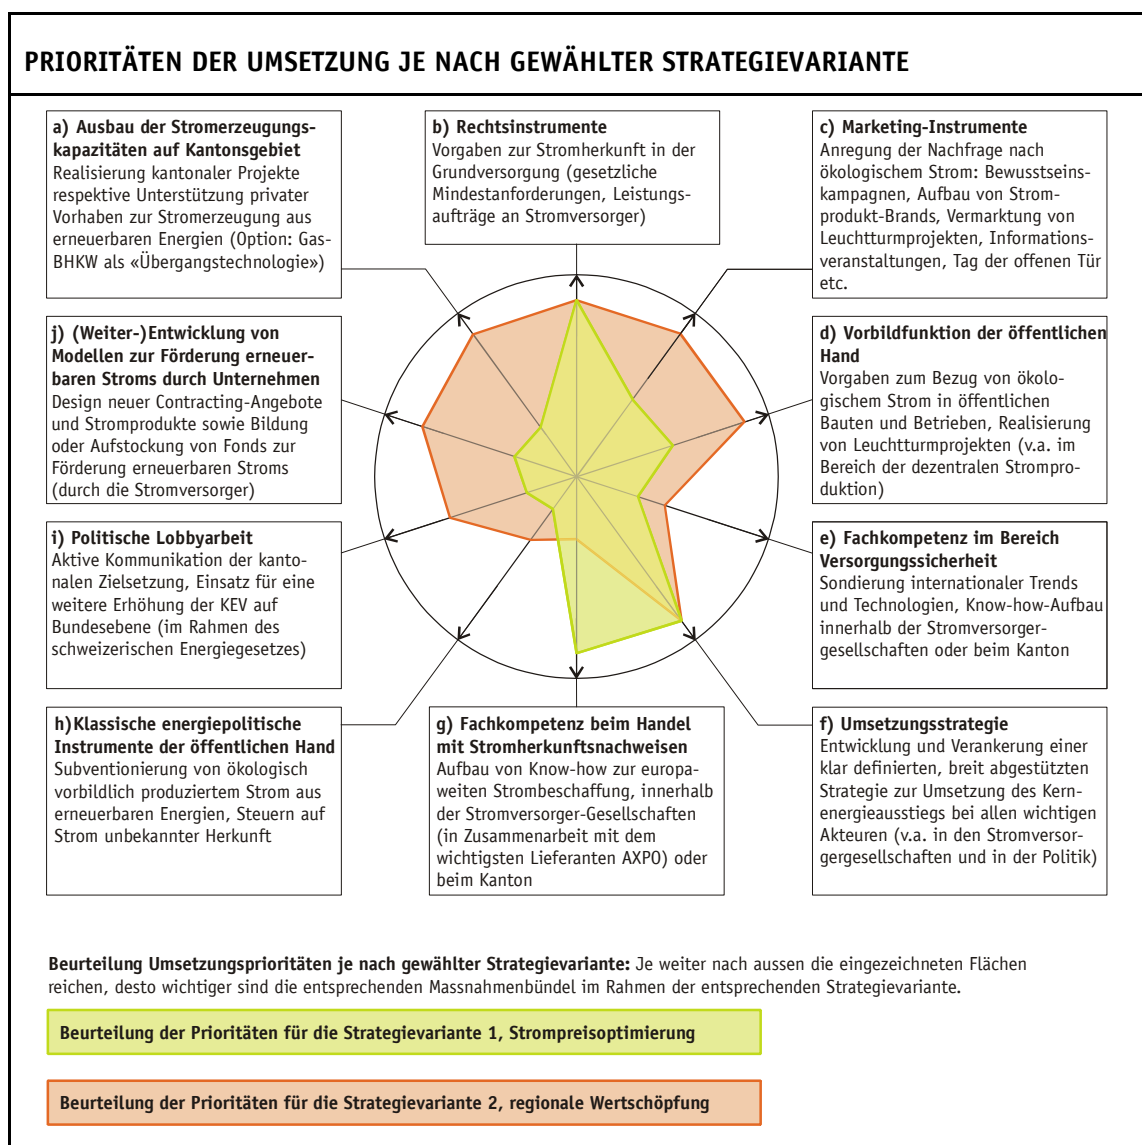 PRIORITÄTEN DER UMSETZUNG JE NACH GEWÄHLTER STRATEGIEVARIANTE
a) Ausbau der Stromerzeugungs-
kapazitäten auf Kantonsgebiet
Realisierung kantonaler Projekte
respektive Unterstützung privater
Vorhaben zur Stromerzeugung aus
erneuerbaren Energien (Option: Gas-
BHKW als «Übergangstechnologie»)
b) Rechtsinstrumente
Vorgaben zur Stromherkunft in der
Grundversorgung (gesetzliche
Mindestanforderungen, Leistungs-
aufträge an Stromversorger)
c) Marketing-Instrumente
Anregung der Nachfrage nach
ökologischem Strom: Bewusstseins-
kampagnen, Aufbau von Strom-
produkt-Brands, Vermarktung von
Leuchtturmprojekten, Informations-
veranstaltungen, Tag der offenen Tür
etc.
j) (Weiter-)Entwicklung von
Modellen zur Förderung erneuer-
baren Stroms durch Unternehmen
Design neuer Contracting-Angebote
und Stromprodukte sowie Bildung
oder Aufstockung von Fonds zur
Förderung erneuerbaren Stroms
(durch die Stromversorger)
d) Vorbildfunktion der öffentlichen
Hand
Vorgaben zum Bezug von ökolo-
gischem Strom in öffentlichen
Bauten und Betrieben, Realisierung
von Leuchtturmprojekten (v.a. im
Bereich der dezentralen Strompro-
duktion)
i) Politische Lobbyarbeit
Aktive Kommunikation der kanto-
nalen Zielsetzung, Einsatz für eine
weitere Erhöhung der KEV auf
Bundesebene (im Rahmen des
schweizerischen Energiegesetzes)
e) Fachkompetenz im Bereich
Versorgungssicherheit
Sondierung internationaler Trends
und Technologien, Know-how-Aufbau
innerhalb der Stromversorger-
gesellschaften oder beim Kanton
h)Klassische energiepolitische
Instrumente der öffentlichen Hand
Subventionierung von ökologisch
vorbildlich produziertem Strom aus
erneuerbaren Energien, Steuern auf
Strom unbekannter Herkunft
g) Fachkompetenz beim Handel
mit Stromherkunftsnachweisen
Aufbau von Know-how zur europa-
weiten Strombeschaffung, innerhalb
der Stromversorger-Gesellschaften
(in Zusammenarbeit mit dem
wichtigsten Lieferanten AXPO) oder
beim Kanton
f) Umsetzungsstrategie
Entwicklung und Verankerung einer
klar definierten, breit abgestützten
Strategie zur Umsetzung des Kern-
energieausstiegs bei allen wichtigen
Akteuren (v.a. in den Stromversor-
gergesellschaften und in der Politik)
Beurteilung Umsetzungsprioritäten je nach gewählter Strategievariante: Je weiter nach aussen die eingezeichneten Flächen
reichen, desto wichtiger sind die entsprechenden Massnahmenbündel im Rahmen der entsprechenden Strategievariante.
Beurteilung der Prioritäten für die Strategievariante 1, Strompreisoptimierung
Beurteilung der Prioritäten für die Strategievariante 2, regionale Wertschöpfung